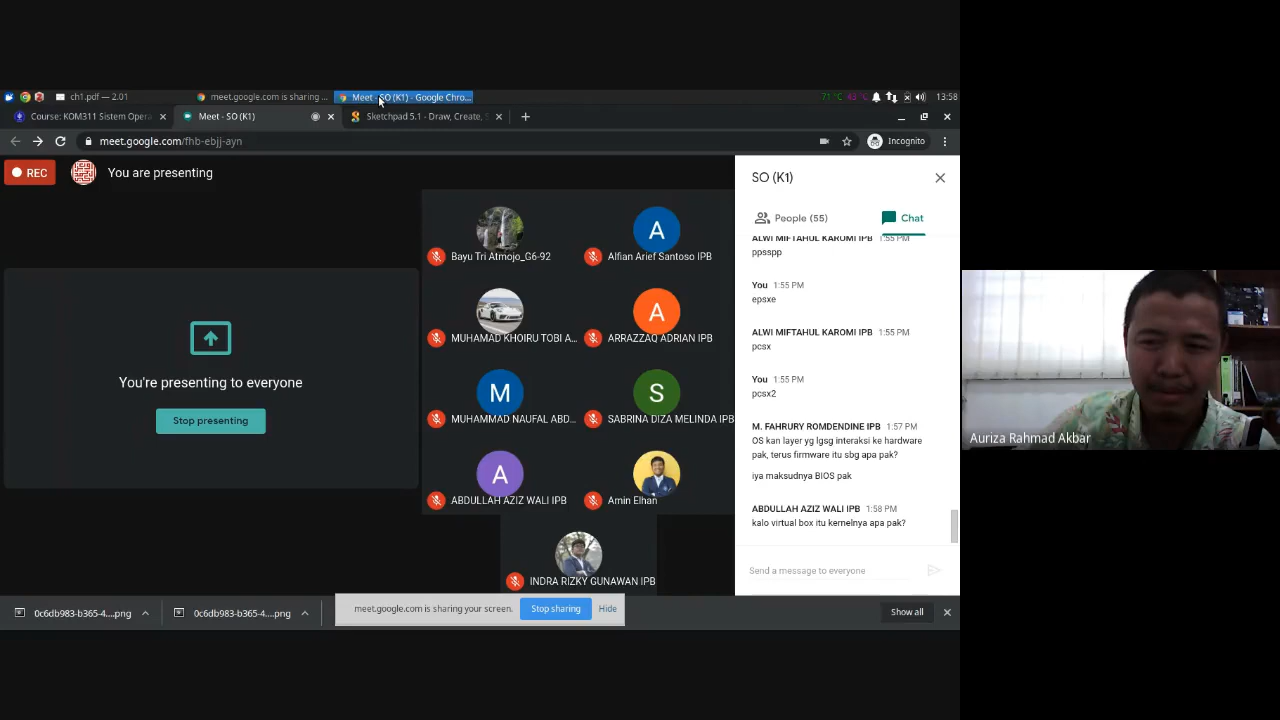 ch1.pdf — 2.01
meet.google.com is sharing ...
Meet - SO (K1) - Google Chro...
71 °C
13:58
Course: KOM311 Sistem Opera
Meet - SO (K1)
Sketchpad 5.1 - Draw, Create, S
meet.google.com/fhb-ebjj-ayn
Incognito
REC
You are presenting
You're presenting to everyone
Stop presenting
Bayu Tri Atmojo_G6-92
A
Alfian Arief Santoso IPB
MUHAMAD KHOIRU TOBI A...
A
ARRAZZAQ ADRIAN IPB
M
MUHAMMAD NAUFAL ABD...
S
SABRINA DIZA MELINDA IPB
A
ABDULLAH AZIZ WALI IPB
Amin Elhan
INDRA RIZKY GUNAWAN IPB
SO (K1)
People (55)
Chat
ALWI MIFTAHUL KAROMI IPB 1:55 PM
ppsspp
You 1:55 PM
epsxe
ALWI MIFTAHUL KAROMI IPB 1:55 PM
pcsx
You 1:55 PM
pcsx2
M. FAHRURY ROMDENDINE IPB 1:57 PM
OS kan layer yg lgsg interaksi ke hardware
pak, terus firmware itu sbg apa pak?
iya maksudnya BIOS pak
ABDULLAH AZIZ WALI IPB 1:58 PM
kalo virtual box itu kernelnya apa pak?
Send a message to everyone
Auriza Rahmad Akbar
0c6db983-b365-4....png
0c6db983-b365-4....png
meet.google.com is sharing your screen.
Stop sharing
Hide
Show all